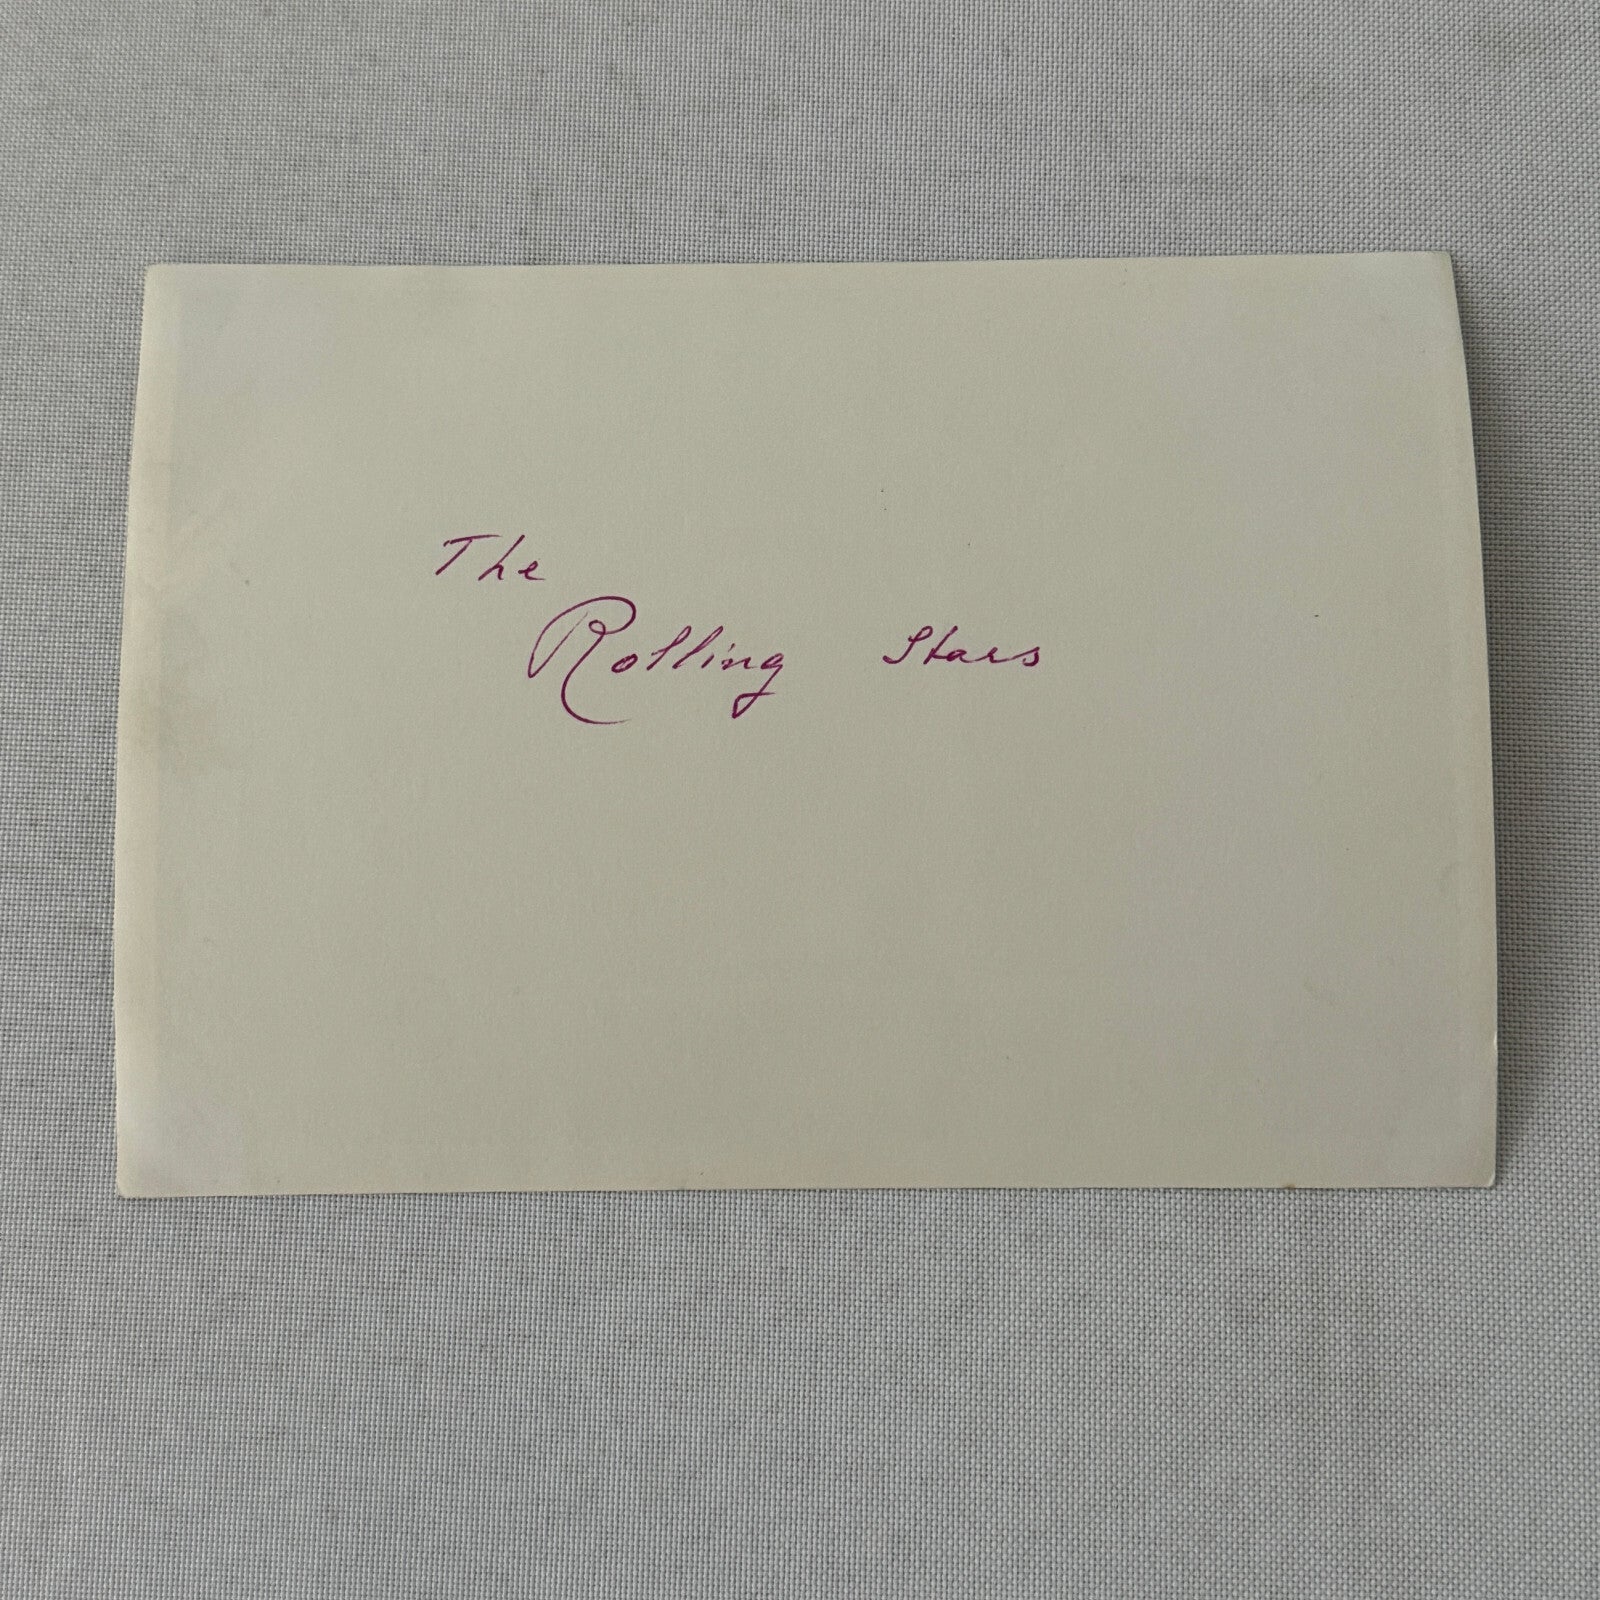 The
Rolling Stars